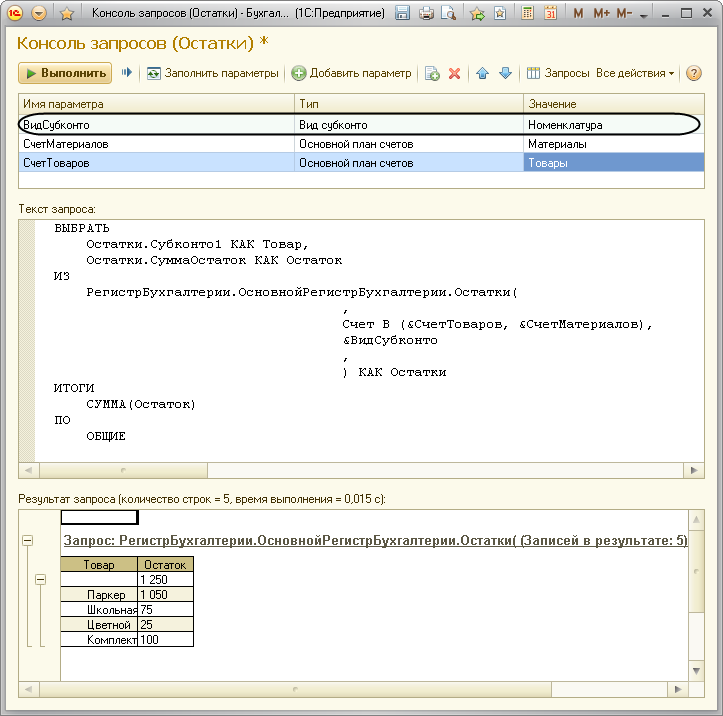 Консоль запросов (Остатки) - Бухгал... (1С:Предприятие)
M M+ M-
Консоль запросов (Остатки) *
Выполнить Заполнить параметры Добавить параметр Запросы Все действия
Имя параметра Тип Значение
ВидСубконто Вид субконто Номенклатура
СчетМатериалов Основной план счетов Материалы
СчетТоваров Основной план счетов Товары
Текст запроса:
ВЫБРАТЬ
Остатки.Субконто1 КАК Товар,
Остатки.СуммаОстаток КАК Остаток
ИЗ
РегистрБухгалтерии.ОсновнойРегистрБухгалтерии.Остатки(
,
Счет В (&СчетТоваров, &СчетМатериалов),
&ВидСубконто
,
) КАК Остатки
ИТОГИ
СУММА(Остаток)
ПО
ОБЩИЕ
Результат запроса (количество строк = 5, время выполнения = 0,015 с):
Запрос: РегистрБухгалтерии.ОсновнойРегистрБухгалтерии.Остатки( (Записей в результате: 5)
Товар Остаток
1 250
Паркер 1 050
Школьная 75
Цветной 25
Комплект 100